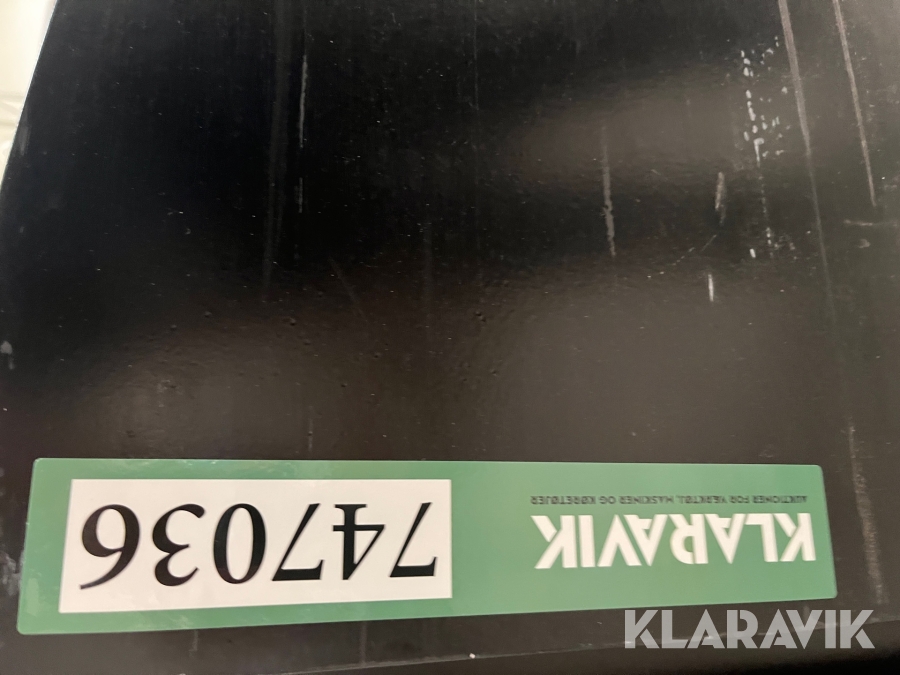 KLARAVIK
AUKTIONER FOR VÆRKTØJ, MASKINER OG KØRETØJER
747036
KLARAVIK